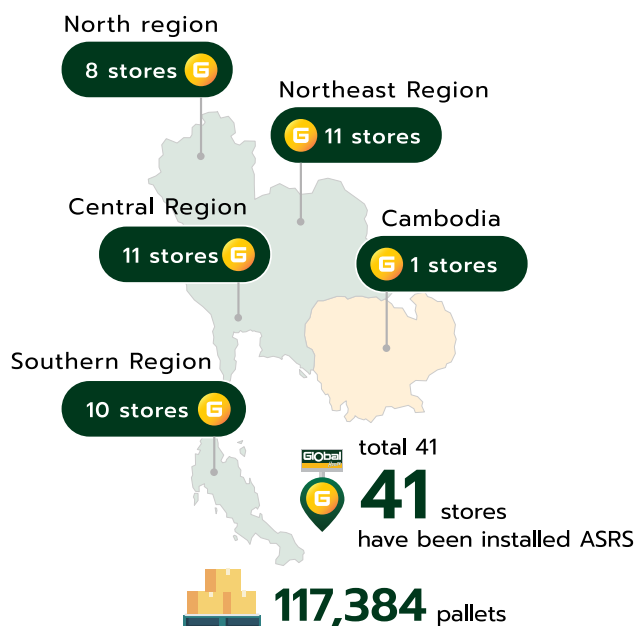 North region
8 stores G
Northeast Region
G 11 stores
Central Region
11 stores G
Cambodia
G 1 stores
Southern Region
10 stores G
Global
total 41
G 41 stores
have been installed ASRS
117,384 pallets